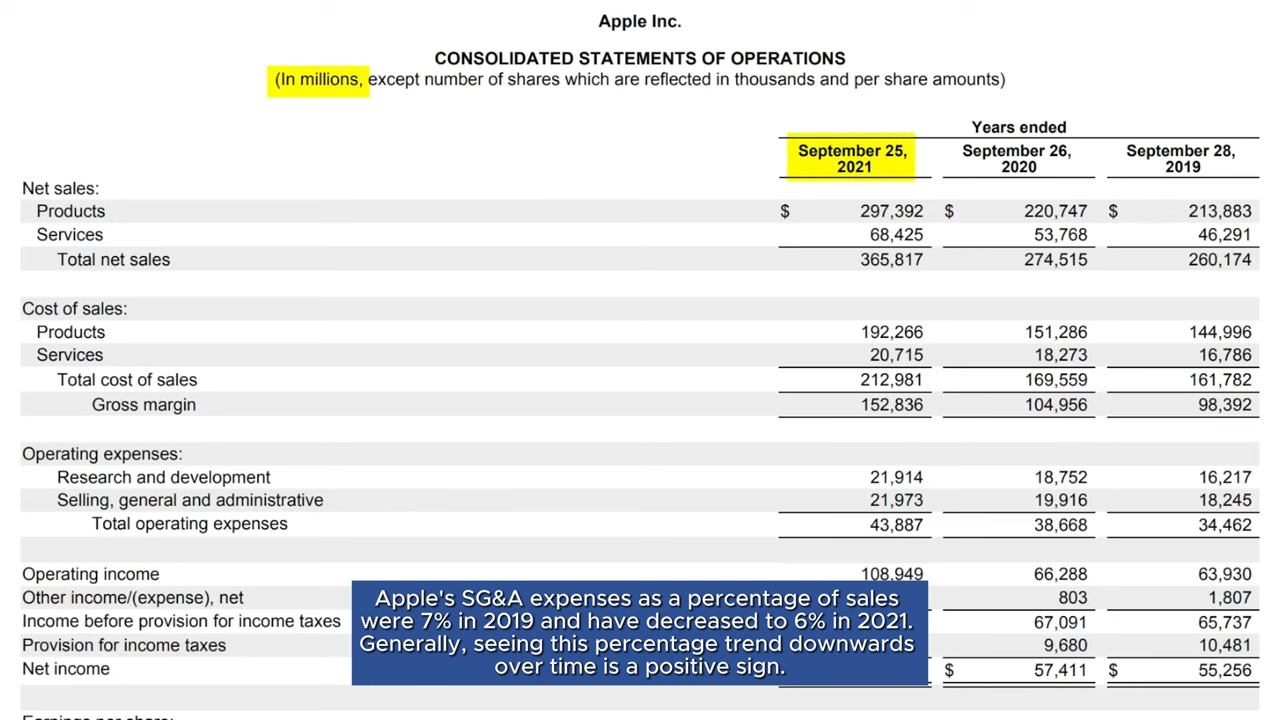 Apple Inc.
CONSOLIDATED STATEMENTS OF OPERATIONS
(In millions, except number of shares which are reflected in thousands and per share amounts)
Years ended
September 25, 2021 September 26, 2020 September 28, 2019
Net sales:
Products $ 297,392 $ 220,747 $ 213,883
Services 68,425 53,768 46,291
Total net sales 365,817 274,515 260,174
Cost of sales:
Products 192,266 151,286 144,996
Services 20,715 18,273 16,786
Total cost of sales 212,981 169,559 161,782
Gross margin 152,836 104,956 98,392
Operating expenses:
Research and development 21,914 18,752 16,217
Selling, general and administrative 21,973 19,916 18,245
Total operating expenses 43,887 38,668 34,462
Operating income 108,949 66,288 63,930
Other income/(expense), net 803 1,807
Income before provision for income taxes 67,091 65,737
Provision for income taxes 9,680 10,481
Net income $ 57,411 $ 55,256
Apple's SG&A expenses as a percentage of sales
were 7% in 2019 and have decreased to 6% in 2021.
Generally, seeing this percentage trend downwards
over time is a positive sign.